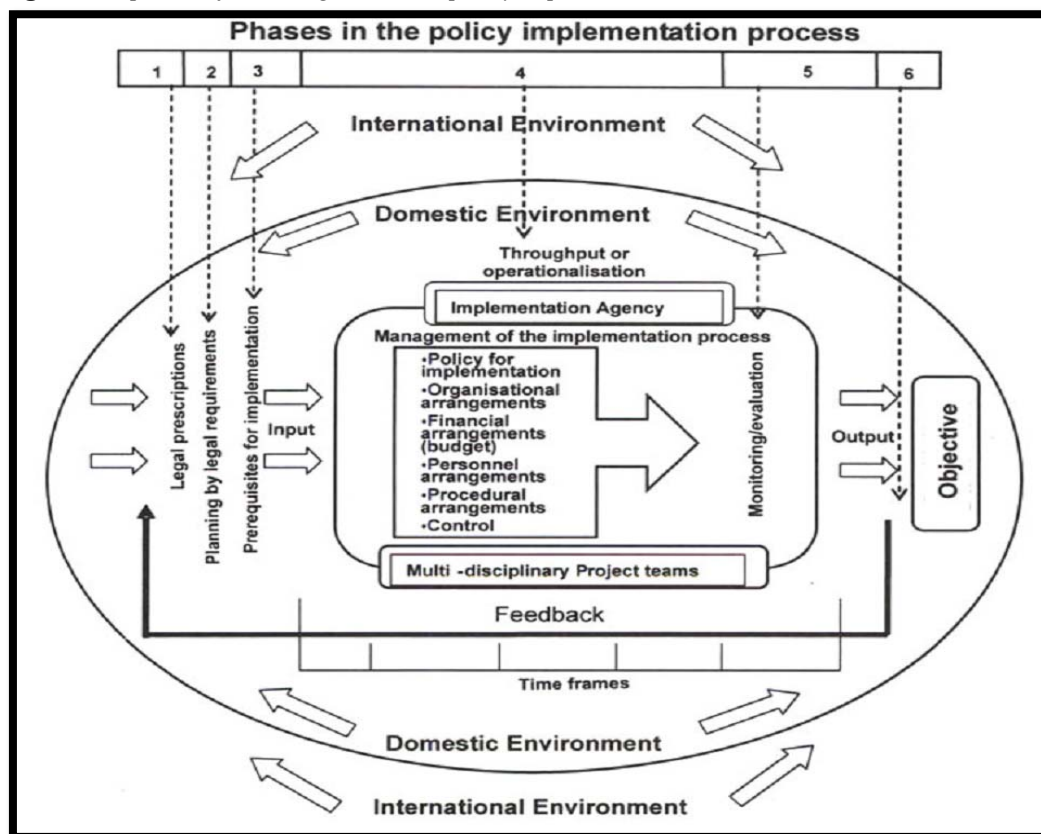 Phases in the policy implementation process
1 2 3 4 5 6
International Environment
Domestic Environment
Throughput or
operationalisation
Implementation Agency
Management of the implementation process
Legal prescriptions
Planning by legal requirements
Prerequisites for implementation
Input
•Policy for
implementation
•Organisational
arrangements
•Financial
arrangements
(budget)
•Personnel
arrangements
•Procedural
arrangements
•Control
Monitoring/evaluation
Output
Objective
Multi -disciplinary Project teams
Feedback
Time frames
Domestic Environment
International Environment